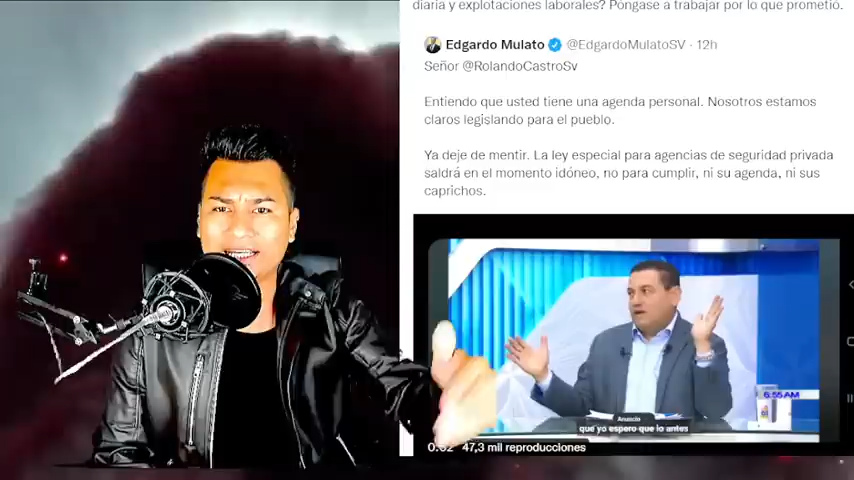 diaria y explotaciones laborales? Póngase a trabajar por lo que prometió.
Edgardo Mulato @EdgardoMulatoSV · 12h
Señor @RolandoCastroSv
Entiendo que usted tiene una agenda personal. Nosotros estamos
claros legislando para el pueblo.
Ya deje de mentir. La ley especial para agencias de seguridad privada
saldrá en el momento idóneo, no para cumplir, ni su agenda, ni sus
caprichos.
6:55AM
Anuncio
que yo espero que lo antes
47,3 mil reproducciones